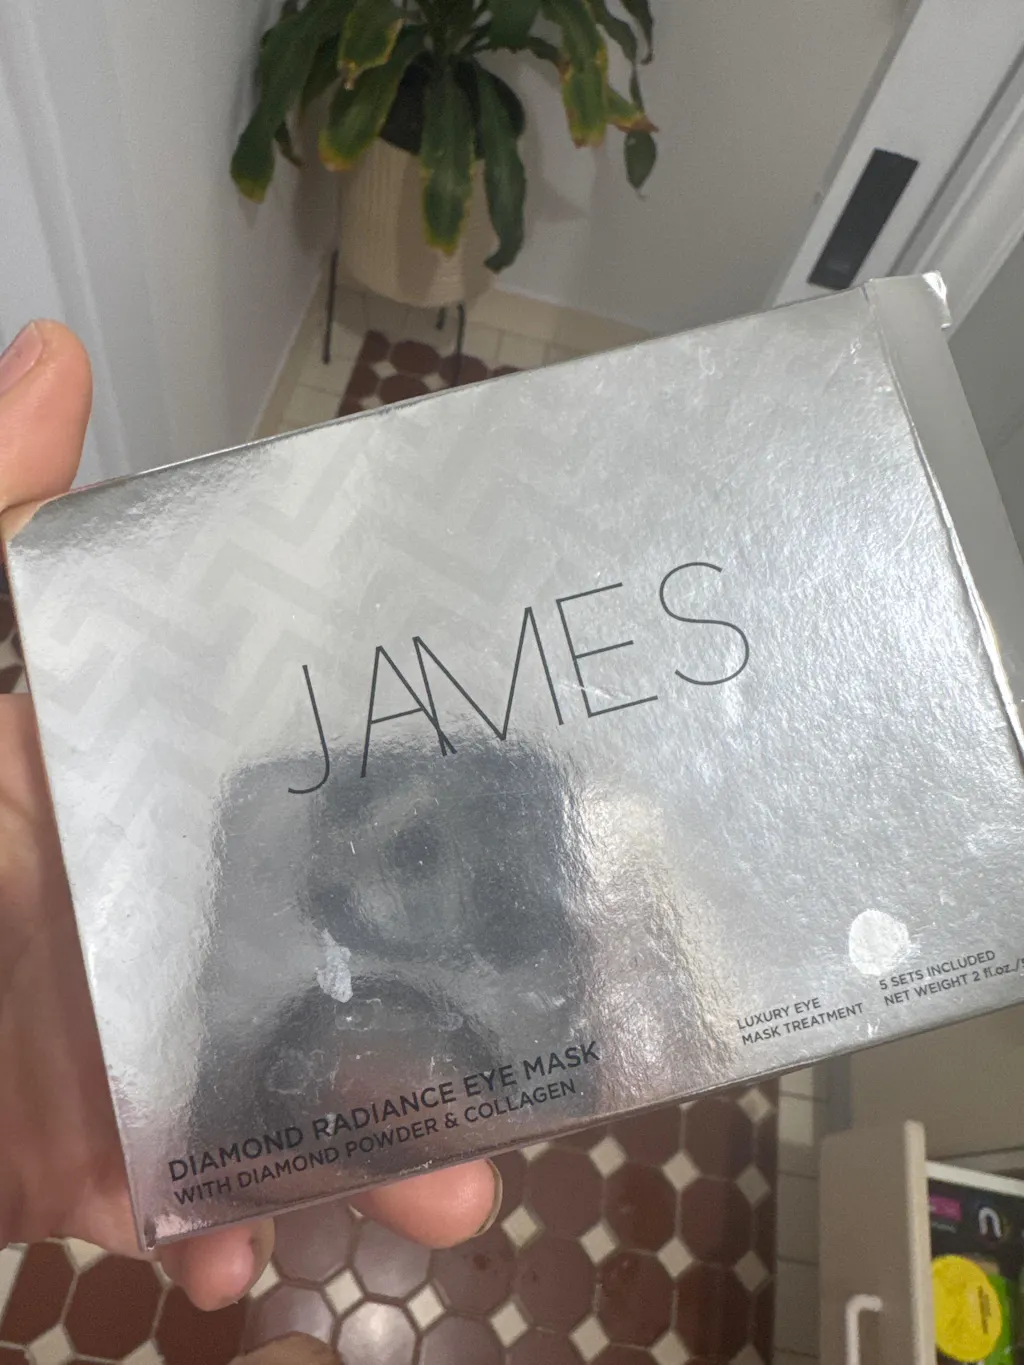 JAMES
DIAMOND RADIANCE EYE MASK
WITH DIAMOND POWDER & COLLAGEN
LUXURY EYE
MASK TREATMENT
5 SETS INCLUDED
NET WEIGHT 2 fl.oz./